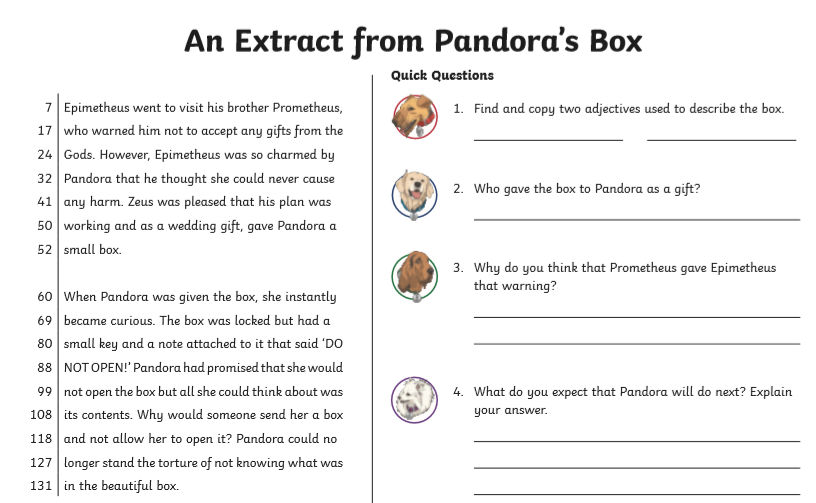 An Extract from Pandora's Box
7 Epimetheus went to visit his brother Prometheus,
17 who warned him not to accept any gifts from the
24 Gods. However, Epimetheus was so charmed by
32 Pandora that he thought she could never cause
41 any harm. Zeus was pleased that his plan was
50 working and as a wedding gift, gave Pandora a
52 small box.
60 When Pandora was given the box, she instantly
69 became curious. The box was locked but had a
80 small key and a note attached to it that said ‘DO
88 NOT OPEN!’ Pandora had promised that she would
99 not open the box but all she could think about was
108 its contents. Why would someone send her a box
118 and not allow her to open it? Pandora could no
127 longer stand the torture of not knowing what was
131 in the beautiful box.
Quick Questions
1. Find and copy two adjectives used to describe the box.
2. Who gave the box to Pandora as a gift?
3. Why do you think that Prometheus gave Epimetheus
that warning?
4. What do you expect that Pandora will do next? Explain
your answer.